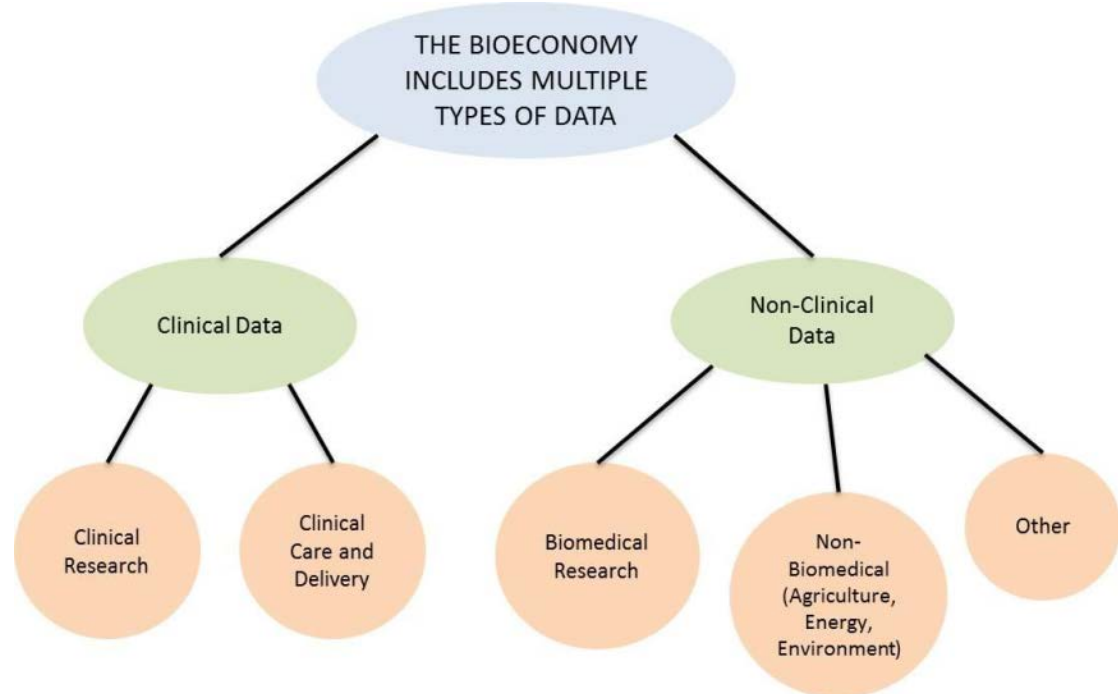 THE BIOECONOMY
INCLUDES MULTIPLE
TYPES OF DATA
Clinical Data
Non-Clinical
Data
Clinical
Research
Clinical
Care and
Delivery
Biomedical
Research
Non-
Biomedical
(Agriculture,
Energy,
Environment)
Other